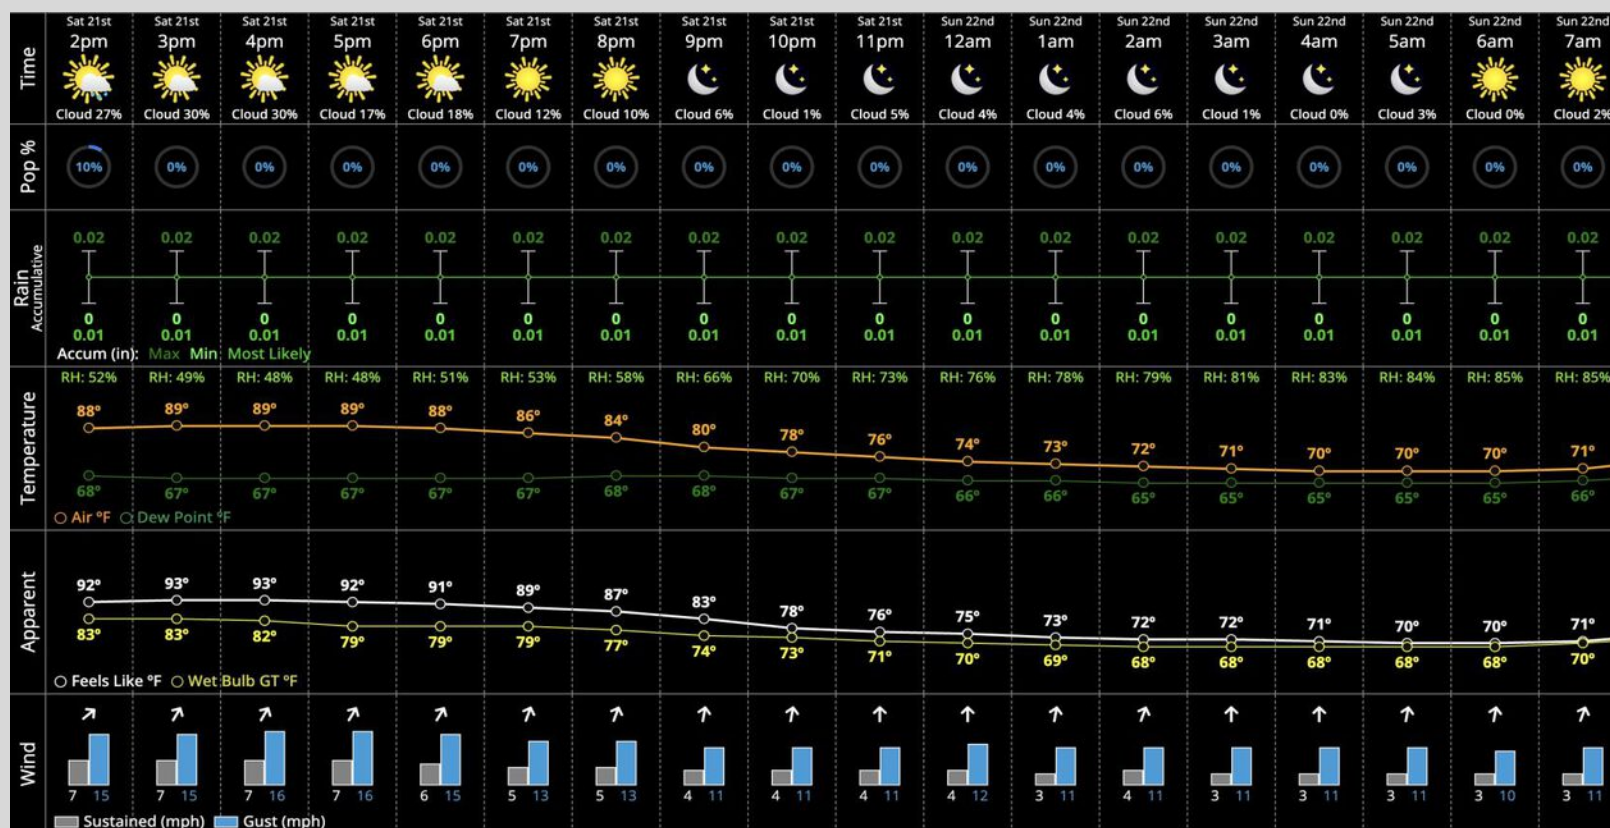 Time
Sat 21st Sat 21st Sat 21st Sat 21st Sat 21st Sat 21st Sat 21st Sat 21st Sat 21st Sat 21st Sun 22nd Sun 22nd Sun 22nd Sun 22nd Sun 22nd Sun 22nd Sun 22nd Sun 22nd
2pm 3pm 4pm 5pm 6pm 7pm 8pm 9pm 10pm 11pm 12am 1am 2am 3am 4am 5am 6am 7am
Cloud 27% Cloud 30% Cloud 30% Cloud 17% Cloud 18% Cloud 12% Cloud 10% Cloud 6% Cloud 1% Cloud 5% Cloud 4% Cloud 4% Cloud 6% Cloud 1% Cloud 0% Cloud 3% Cloud 0% Cloud 2%
Pop %
10% 0% 0% 0% 0% 0% 0% 0% 0% 0% 0% 0% 0% 0% 0% 0% 0% 0%
Rain
Accumulative
0.02 0.02 0.02 0.02 0.02 0.02 0.02 0.02 0.02 0.02 0.02 0.02 0.02 0.02 0.02 0.02 0.02 0.02
0 0 0 0 0 0 0 0 0 0 0 0 0 0 0 0 0 0
0.01 0.01 0.01 0.01 0.01 0.01 0.01 0.01 0.01 0.01 0.01 0.01 0.01 0.01 0.01 0.01 0.01 0.01
Accum (in): Max Min Most Likely
Temperature
RH: 52% RH: 49% RH: 48% RH: 48% RH: 51% RH: 53% RH: 58% RH: 66% RH: 70% RH: 73% RH: 76% RH: 78% RH: 79% RH: 81% RH: 83% RH: 84% RH: 85% RH: 85%
88° 89° 89° 89° 88° 86° 84° 80° 78° 76° 74° 73° 72° 71° 70° 70° 70° 71°
68° 67° 67° 67° 67° 67° 68° 68° 67° 67° 66° 66° 65° 65° 65° 65° 65° 66°
Air ºF Dew Point ºF
Apparent
92° 93° 93° 92° 91° 89° 87° 83° 78° 76° 75° 73° 72° 72° 71° 70° 70° 71°
83° 83° 82° 79° 79° 79° 77° 74° 73° 71° 70° 69° 68° 68° 68° 68° 68° 70°
Feels Like ºF Wet Bulb GT ºF
Wind
7 15 7 15 7 16 7 16 6 15 5 13 5 13 4 11 4 11 4 11 4 12 3 11 4 11 3 11 3 11 3 11 3 10 3 11
Sustained (mph) Gust (mph)